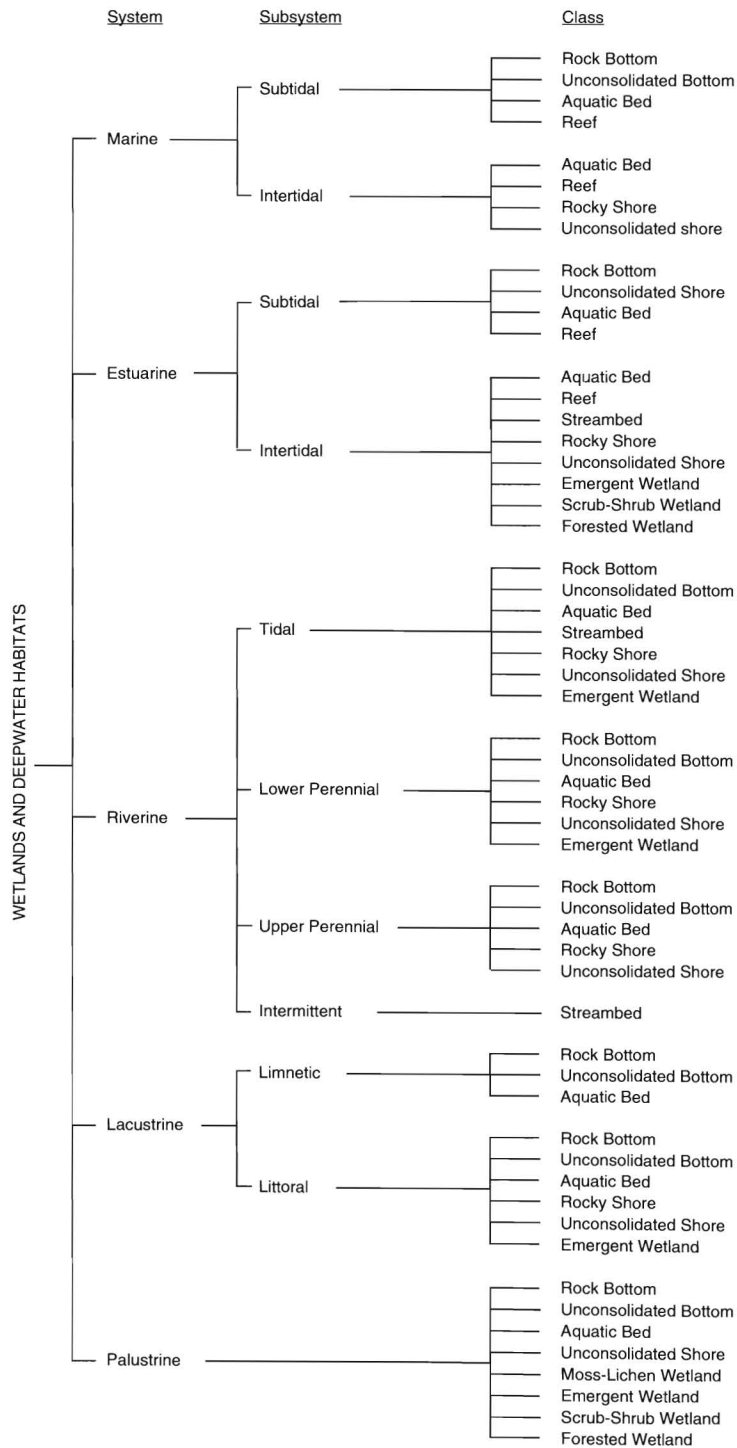 System Subsystem Class
Rock Bottom
Subtidal Unconsolidated Bottom
Aquatic Bed
Reef
Marine
Aquatic Bed
Intertidal Reef
Rocky Shore
Unconsolidated shore
Rock Bottom
Subtidal Unconsolidated Shore
Aquatic Bed
Reef
Estuarine
Aquatic Bed
Reef
Streambed
Rocky Shore
Intertidal
Unconsolidated Shore
Emergent Wetland
Scrub-Shrub Wetland
Forested Wetland
WETLANDS AND DEEPWATER HABITATS
Rock Bottom
Unconsolidated Bottom
Aquatic Bed
Tidal Streambed
Rocky Shore
Unconsolidated Shore
Emergent Wetland
Rock Bottom
Unconsolidated Bottom
Lower Perennial Aquatic Bed
Rocky Shore
Riverine Unconsolidated Shore
Emergent Wetland
Rock Bottom
Unconsolidated Bottom
Upper Perennial Aquatic Bed
Rocky Shore
Unconsolidated Shore
Intermittent Streambed
Rock Bottom
Limnetic Unconsolidated Bottom
Aquatic Bed
Lacustrine
Rock Bottom
Unconsolidated Bottom
Littoral Aquatic Bed
Rocky Shore
Unconsolidated Shore
Emergent Wetland
Rock Bottom
Unconsolidated Bottom
Aquatic Bed
Palustrine Unconsolidated Shore
Moss-Lichen Wetland
Emergent Wetland
Scrub-Shrub Wetland
Forested Wetland